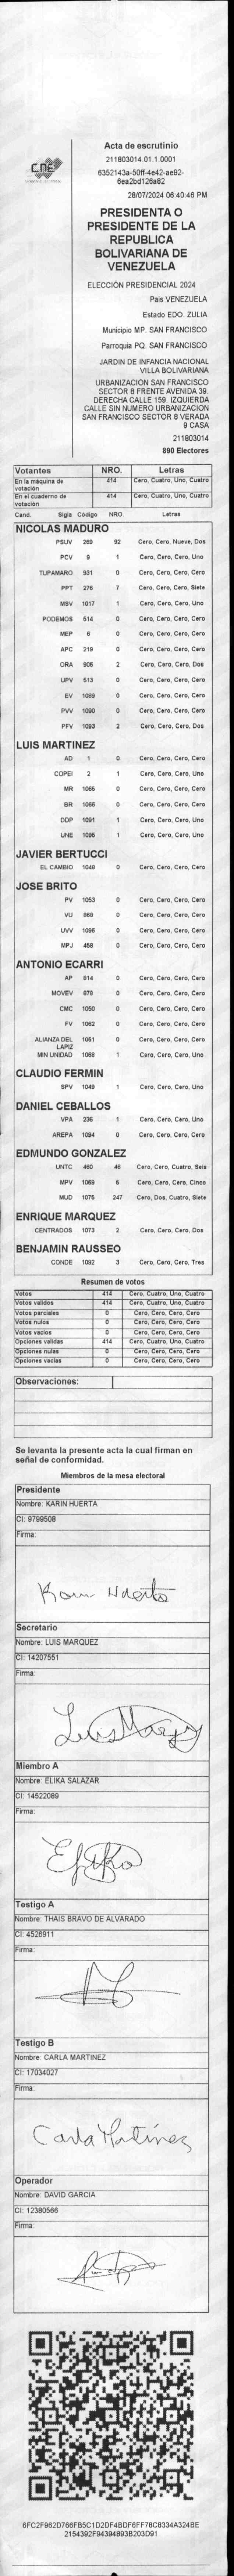 CNE
Acta de escrutinio
211803014.01.1.0001
6352143a-50ff-4e42-ae92-
6ea2bd126a82
28/07/2024 06:40:46 PM
PRESIDENTA O
PRESIDENTE DE LA
REPUBLICA
BOLIVARIANA DE
VENEZUELA
ELECCIÓN PRESIDENCIAL 2024
Pais VENEZUELA
Estado EDO. ZULIA
Municipio MP. SAN FRANCISCO
Parroquia PQ. SAN FRANCISCO
JARDIN DE INFANCIA NACIONAL
VILLA BOLIVARIANA
URBANIZACION SAN FRANCISCO
SECTOR 8 FRENTE AVENIDA 39.
DERECHA CALLE 159. IZQUIERDA
CALLE SIN NUMERO URBANIZACION
SAN FRANCISCO SECTOR 8 VERADA
9 CASA
211803014
890 Electores
Votantes NRO. Letras
En la máquina de votación 414 Cero, Cuatro, Uno, Cuatro
En el cuaderno de votación 414 Cero, Cuatro, Uno, Cuatro
Cand. Sigla Código NRO. Letras
NICOLAS MADURO
PSUV 269 92 Cero, Cero, Nueve, Dos
PCV 9 1 Cero, Cero, Cero, Uno
TUPAMARO 931 0 Cero, Cero, Cero, Cero
PPT 276 7 Cero, Cero, Cero, Siete
MSV 1017 1 Cero, Cero, Cero, Uno
PODEMOS 514 0 Cero, Cero, Cero, Cero
MEP 6 0 Cero, Cero, Cero, Cero
APC 219 0 Cero, Cero, Cero, Cero
ORA 906 2 Cero, Cero, Cero, Dos
UPV 513 0 Cero, Cero, Cero, Cero
EV 1089 0 Cero, Cero, Cero, Cero
PVV 1090 0 Cero, Cero, Cero, Cero
PFV 1093 2 Cero, Cero, Cero, Dos
LUIS MARTINEZ
AD 1 0 Cero, Cero, Cero, Cero
COPEI 2 1 Cero, Cero, Cero, Uno
MR 1065 0 Cero, Cero, Cero, Cero
BR 1066 0 Cero, Cero, Cero, Cero
DDP 1091 1 Cero, Cero, Cero, Uno
UNE 1095 1 Cero, Cero, Cero, Uno
JAVIER BERTUCCI
EL CAMBIO 1046 0 Cero, Cero, Cero, Cero
JOSE BRITO
PV 1053 0 Cero, Cero, Cero, Cero
VU 868 0 Cero, Cero, Cero, Cero
UVV 1096 0 Cero, Cero, Cero, Cero
MPJ 458 0 Cero, Cero, Cero, Cero
ANTONIO ECARRI
AP 814 0 Cero, Cero, Cero, Cero
MOVEV 979 0 Cero, Cero, Cero, Cero
CMC 1050 0 Cero, Cero, Cero, Cero
FV 1062 0 Cero, Cero, Cero, Cero
ALIANZA DEL LAPIZ 1061 0 Cero, Cero, Cero, Cero
MIN UNIDAD 1068 1 Cero, Cero, Cero, Uno
CLAUDIO FERMIN
SPV 1049 1 Cero, Cero, Cero, Uno
DANIEL CEBALLOS
VPA 236 1 Cero, Cero, Cero, Uno
AREPA 1094 0 Cero, Cero, Cero, Cero
EDMUNDO GONZALEZ
UNTC 460 46 Cero, Cero, Cuatro, Seis
MPV 1069 5 Cero, Cero, Cero, Cinco
MUD 1076 247 Cero, Dos, Cuatro, Siete
ENRIQUE MARQUEZ
CENTRADOS 1073 2 Cero, Cero, Cero, Dos
BENJAMIN RAUSSEO
CONDE 1092 3 Cero, Cero, Cero, Tres
Resumen de votos
Votos 414 Cero, Cuatro, Uno, Cuatro
Votos validos 414 Cero, Cuatro, Uno, Cuatro
Votos parciales 0 Cero, Cero, Cero, Cero
Votos nulos 0 Cero, Cero, Cero, Cero
Votos vacios 0 Cero, Cero, Cero, Cero
Opciones validas 414 Cero, Cuatro, Uno, Cuatro
Opciones nulas 0 Cero, Cero, Cero, Cero
Opciones vacias 0 Cero, Cero, Cero, Cero
Observaciones:
Se levanta la presente acta la cual firman en
señal de conformidad.
Miembros de la mesa electoral
Presidente
Nombre: KARIN HUERTA
CI: 9799508
Firma:
Karin Huerta
Secretario
Nombre: LUIS MARQUEZ
CI: 14207551
Firma:
Miembro A
Nombre: ELIKA SALAZAR
CI: 14522089
Firma:
Testigo A
Nombre: THAIS BRAVO DE ALVARADO
CI: 4526911
Firma:
Testigo B
Nombre: CARLA MARTINEZ
CI: 17034027
Firma:
Carla Martínez
Operador
Nombre: DAVID GARCIA
CI: 12380566
Firma:
6FC2F962D766FB5C1D2DF4BDF6FF78C8334A324BE
2154392F94394893B203D91